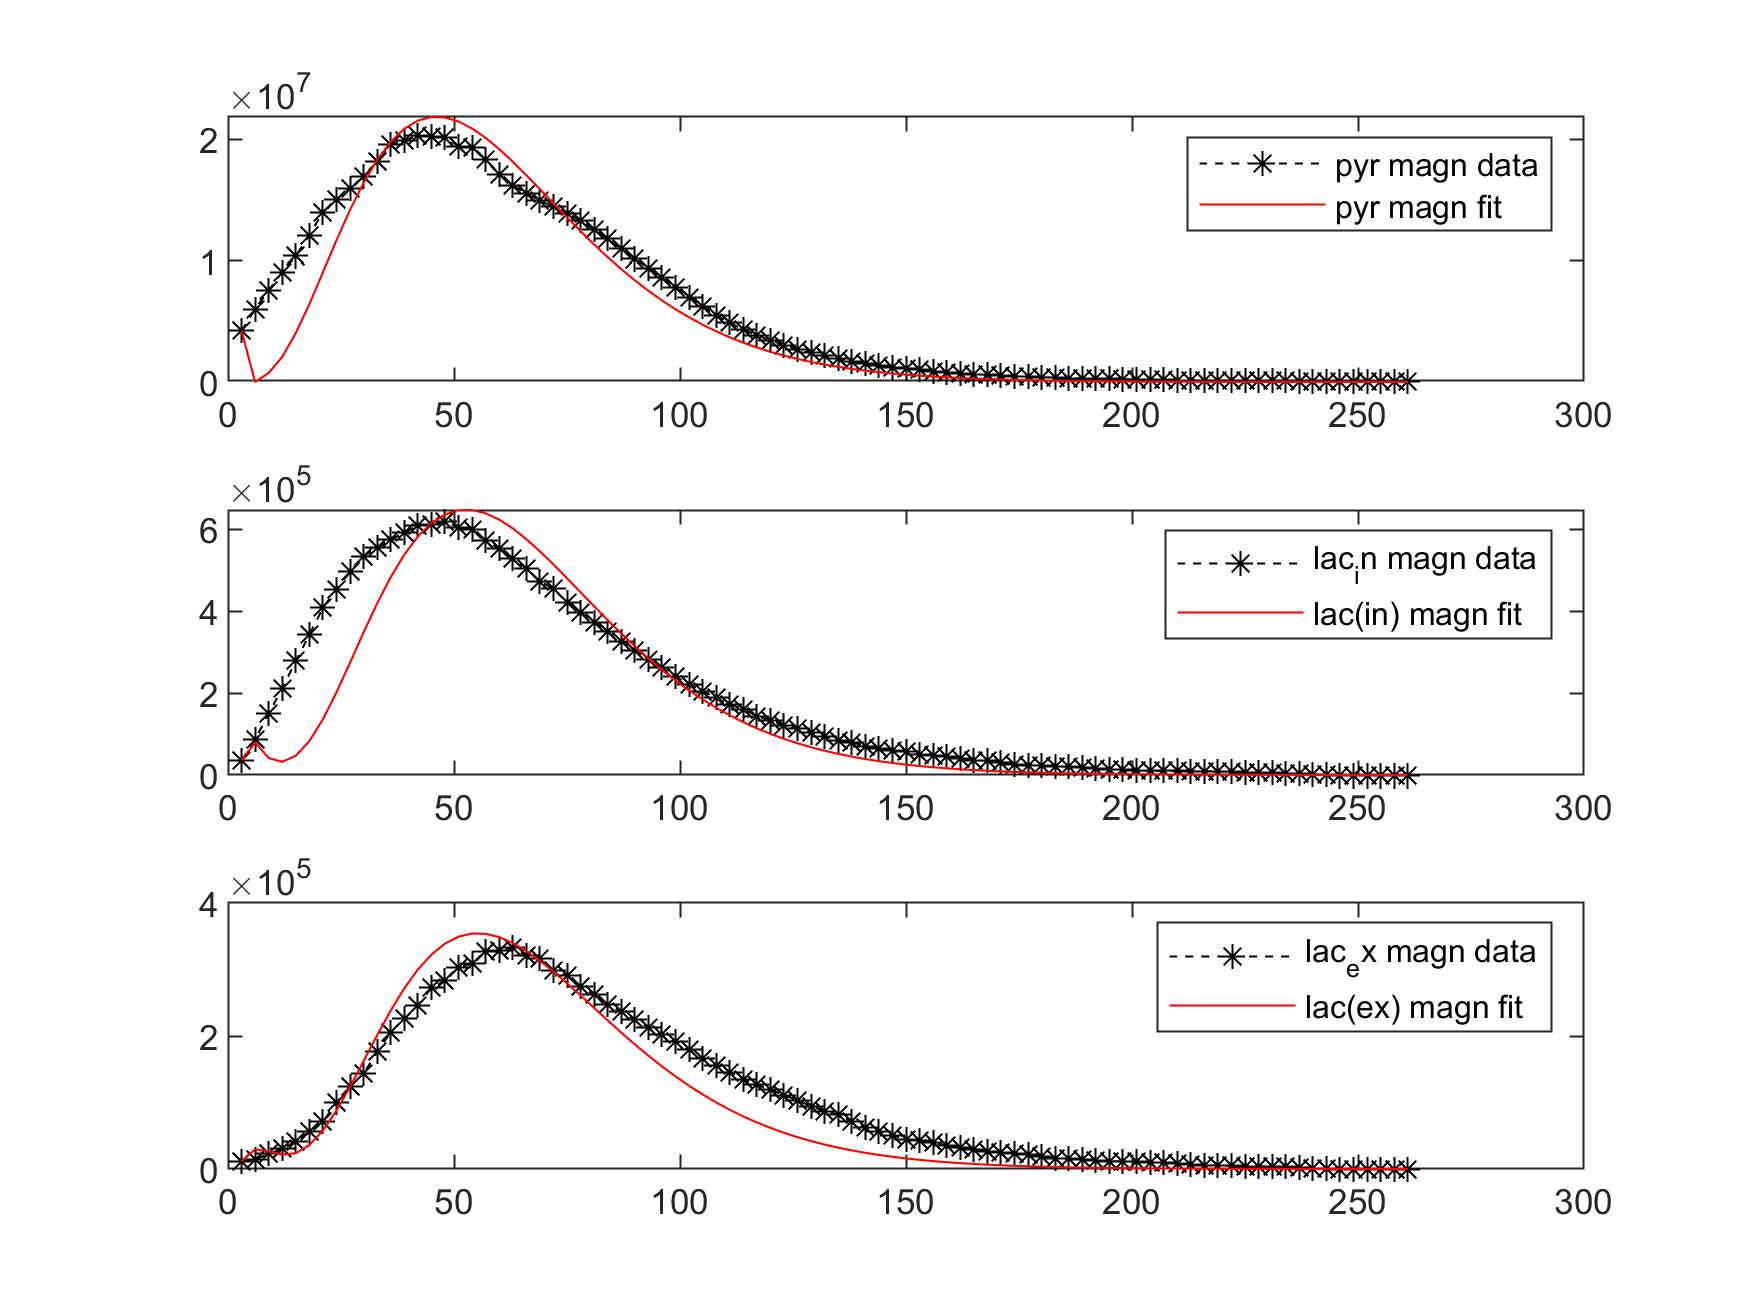 ×10^7
2
1
0
0 50 100 150 200 250 300
pyr magn data
pyr magn fit
×10^5
6
4
2
0
0 50 100 150 200 250 300
lac_in magn data
lac(in) magn fit
×10^5
4
2
0
0 50 100 150 200 250 300
lac_ex magn data
lac(ex) magn fit